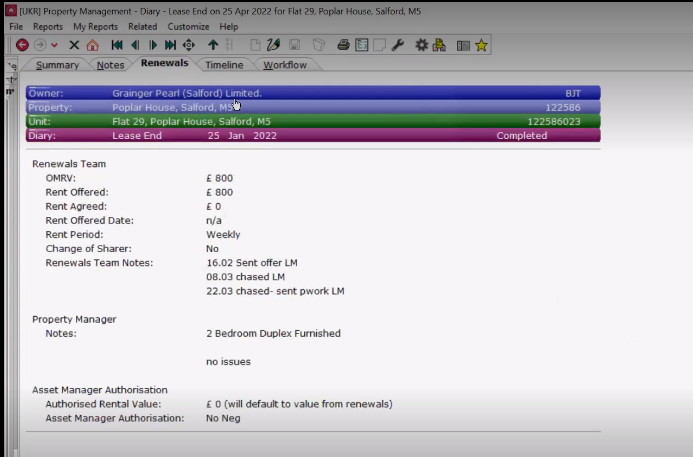 [UKR] Property Management - Diary - Lease End on 25 Apr 2022 for Flat 29, Poplar House, Salford, M5
File Reports My Reports Related Customize Help
Summary Notes Renewals Timeline Workflow
Owner: Grainger Pearl (Salford) Limited. BJT
Property: Poplar House, Salford, M5 122586
Unit: Flat 29, Poplar House, Salford, M5 122586023
Diary: Lease End 25 Jan 2022 Completed
Renewals Team
OMRV: £ 800
Rent Offered: £ 800
Rent Agreed: £ 0
Rent Offered Date: n/a
Rent Period: Weekly
Change of Sharer: No
Renewals Team Notes: 16.02 Sent offer LM
08.03 chased LM
22.03 chased- sent pwork LM
Property Manager
Notes: 2 Bedroom Duplex Furnished
no issues
Asset Manager Authorisation
Authorised Rental Value: £ 0 (will default to value from renewals)
Asset Manager Authorisation: No Neg